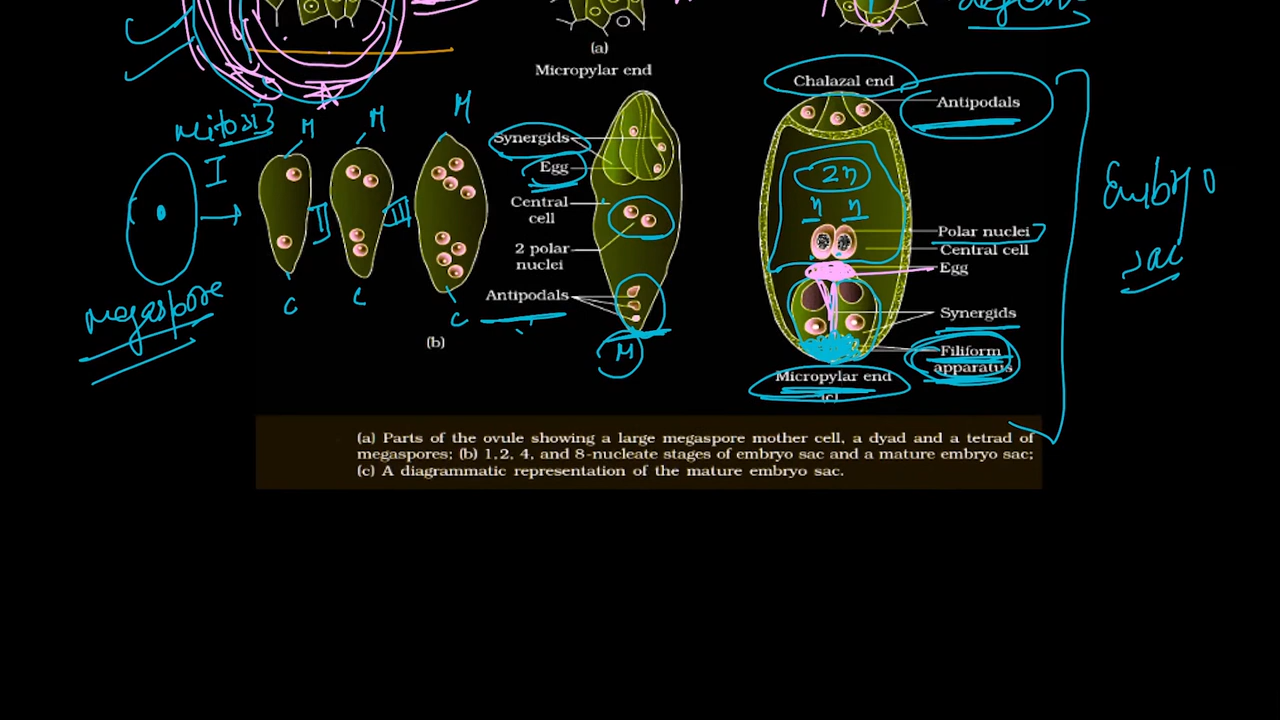 (a)
Micropylar end
Chalazal end
Antipodals
mitosis
M
M
M
Synergids
Egg
I
II
III
Central
cell
2 polar
nuclei
Antipodals
2n
n n
Polar nuclei
Central cell
Egg
Synergids
Filiform
apparatus
Embryo
sac
megaspore
C
C
C
(b)
M
Micropylar end
(c)
(a) Parts of the ovule showing a large megaspore mother cell, a dyad and a tetrad of
megaspores; (b) 1,2, 4, and 8-nucleate stages of embryo sac and a mature embryo sac;
(c) A diagrammatic representation of the mature embryo sac.